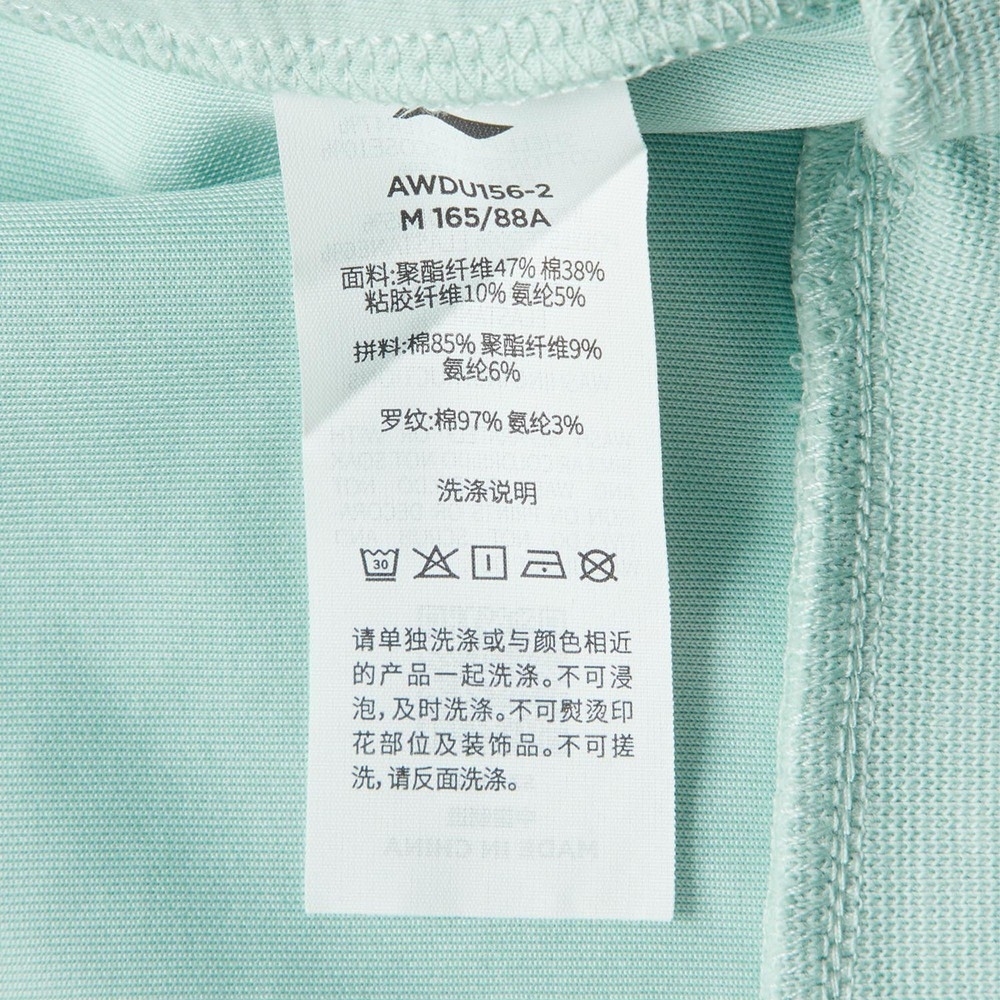 AWDU156-2
M 165/88A
面料:聚酯纤维47% 棉38%
粘胶纤维10% 氨纶5%
拼料:棉85% 聚酯纤维9%
氨纶6%
罗纹:棉97% 氨纶3%
洗涤说明
30
请单独洗涤或与颜色相近
的产品一起洗涤。不可浸
泡,及时洗涤。不可熨烫印
花部位及装饰品。不可搓
洗,请反面洗涤。
MADE IN CHINA